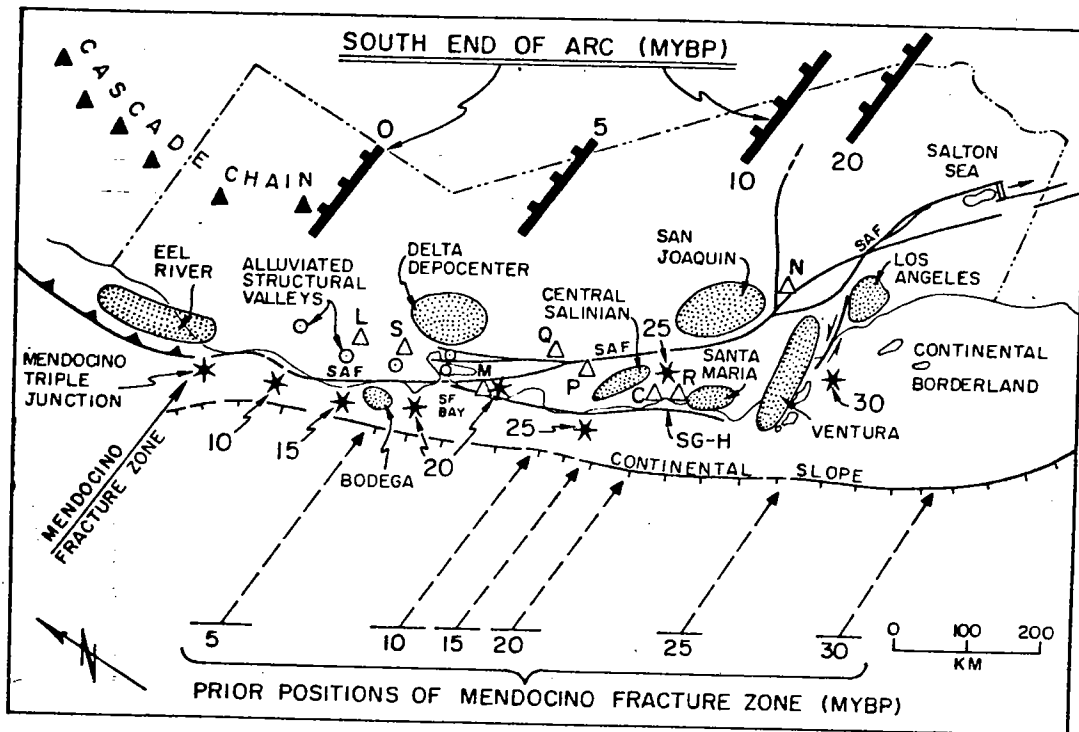 SOUTH END OF ARC (MYBP)
CASCADE
CHAIN
0
5
10
20
SALTON
SEA
SAF
EEL
RIVER
ALLUVIATED
STRUCTURAL
VALLEYS
DELTA
DEPOCENTER
SAN
JOAQUIN
N
LOS
ANGELES
L
S
Q
CENTRAL
SALINIAN
25
SAF
SANTA
MARIA
CONTINENTAL
BORDERLAND
MENDOCINO
TRIPLE
JUNCTION
SAF
M
P
C
R
10
15
SF
BAY
20
25
30
BODEGA
SG-H
VENTURA
CONTINENTAL SLOPE
MENDOCINO
FRACTURE ZONE
N
5
10
15
20
25
30
0 100 200
KM
PRIOR POSITIONS OF MENDOCINO FRACTURE ZONE (MYBP)